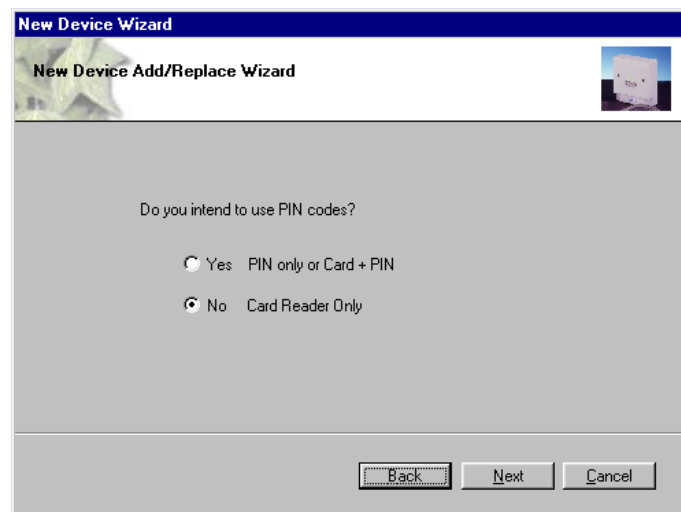 New Device Wizard
New Device Add/Replace Wizard
Do you intend to use PIN codes?
Yes PIN only or Card + PIN
No Card Reader Only
Back Next Cancel